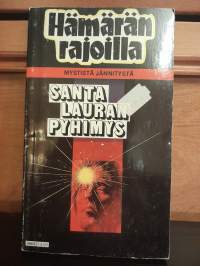 Hämärän
rajoilla
MYSTISTÄ JÄNNITYSTÄ
SANTA
LAURAN
PYHIMYS